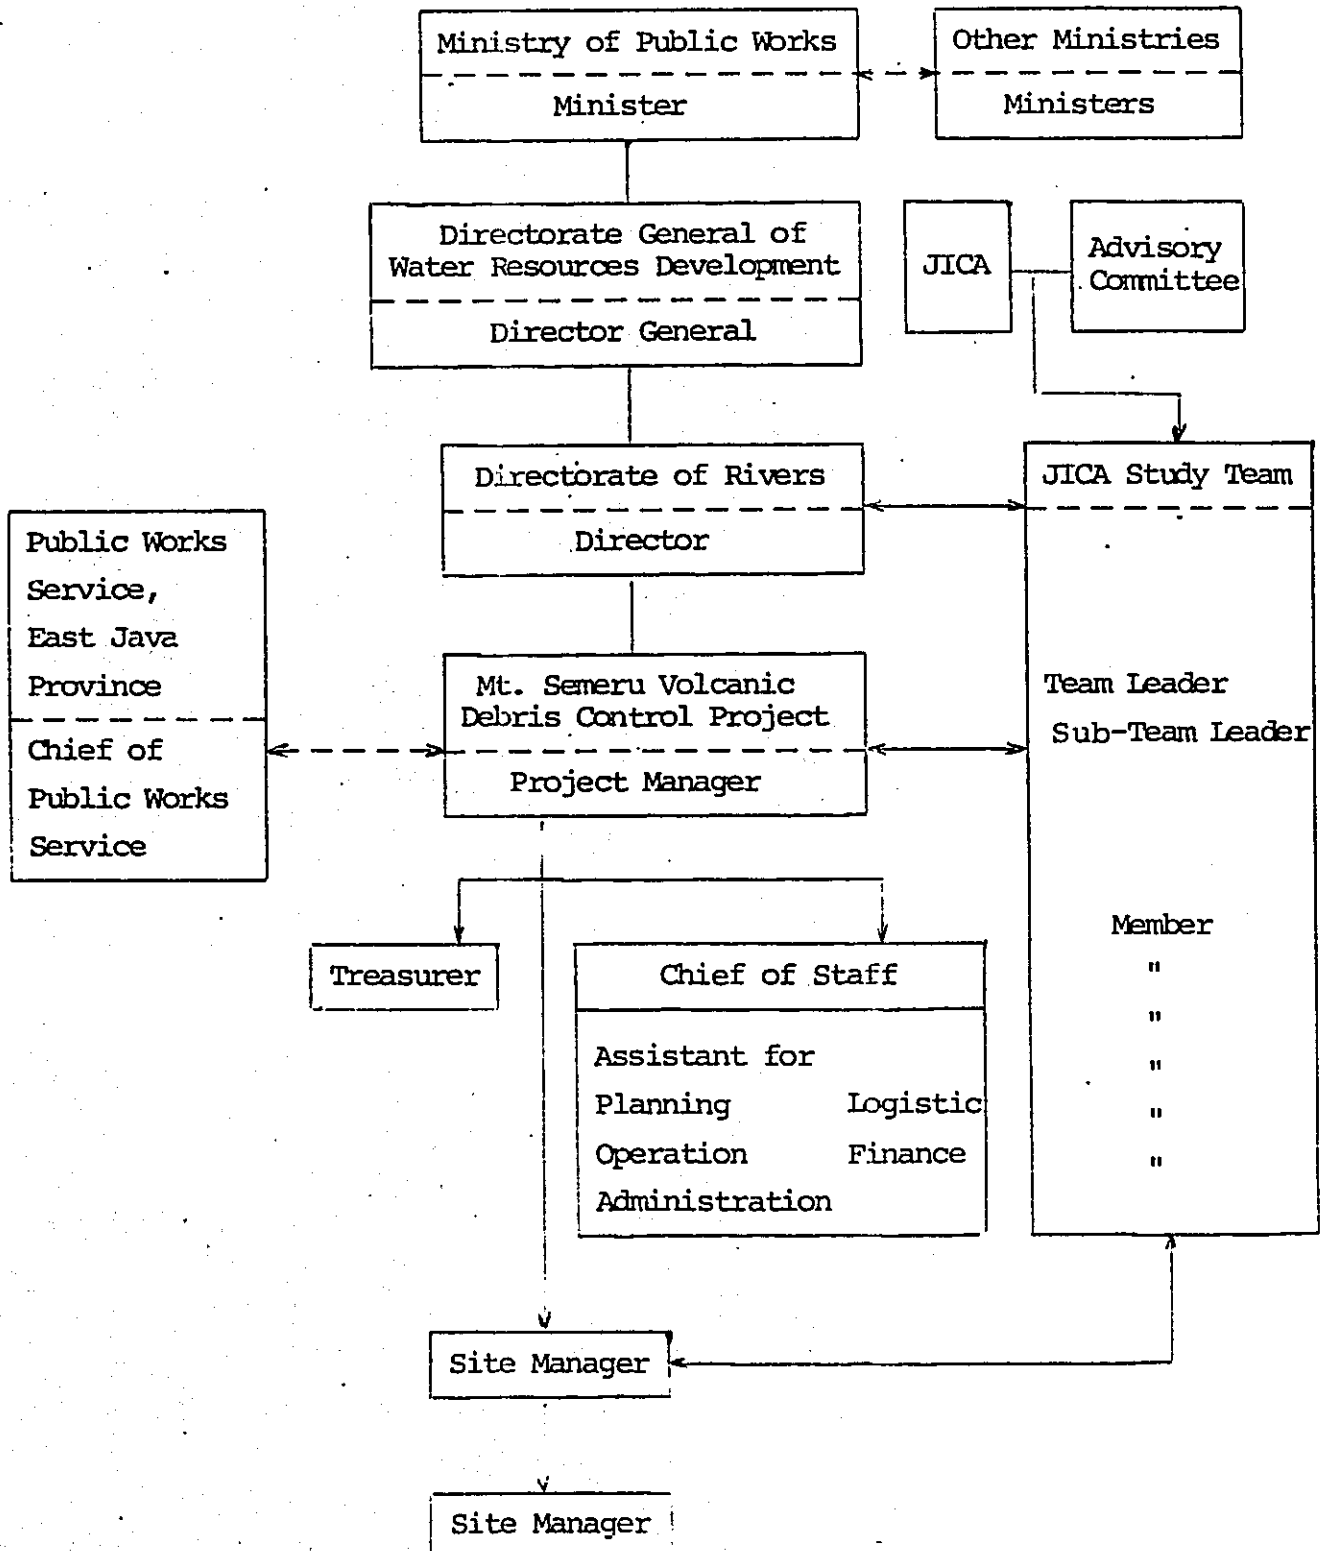 Ministry of Public Works
Minister
Other Ministries
Ministers
Directorate General of
Water Resources Development
Director General
JICA
Advisory
Committee
Directorate of Rivers
Director
JICA Study Team
Team Leader
Sub-Team Leader
Member
"
"
"
"
"
Public Works
Service,
East Java
Province
Chief of
Public Works
Service
Mt. Semeru Volcanic
Debris Control Project
Project Manager
Treasurer
Chief of Staff
Assistant for
Planning Logistic
Operation Finance
Administration
Site Manager
Site Manager